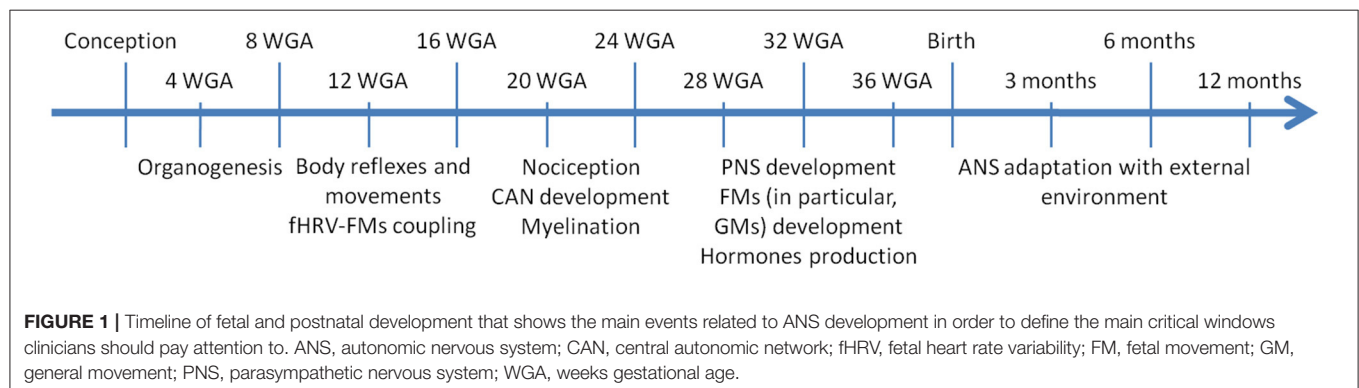 Conception 8 WGA 16 WGA 24 WGA 32 WGA Birth 6 months
4 WGA 12 WGA 20 WGA 28 WGA 36 WGA 3 months 12 months
Organogenesis
Body reflexes and
movements
fHRV-FMs coupling
Nociception
CAN development
Myelination
PNS development
FMs (in particular,
GMs) development
Hormones production
ANS adaptation with external
environment
FIGURE 1 | Timeline of fetal and postnatal development that shows the main events related to ANS development in order to define the main critical windows
clinicians should pay attention to. ANS, autonomic nervous system; CAN, central autonomic network; fHRV, fetal heart rate variability; FM, fetal movement; GM,
general movement; PNS, parasympathetic nervous system; WGA, weeks gestational age.